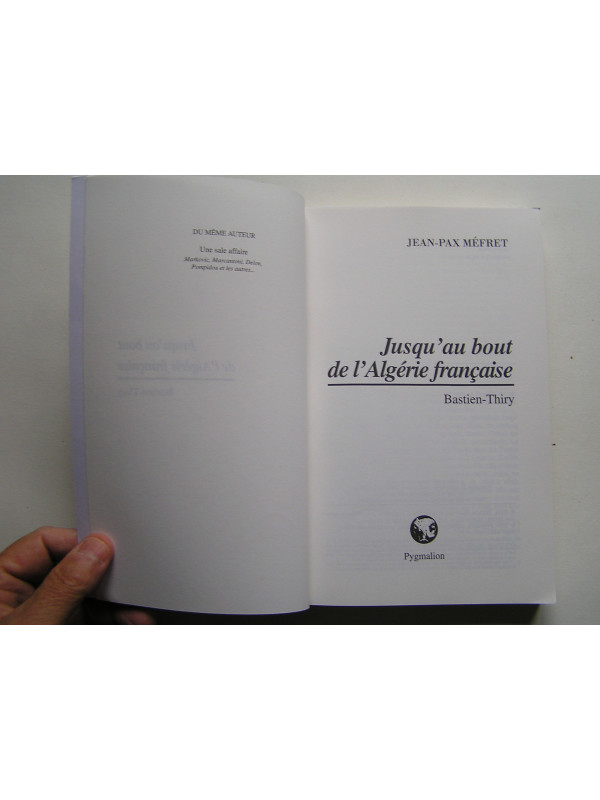 DU MÊME AUTEUR
Une sale affaire
Markovic, Marcantoni, Delon,
Pompidou et les autres...
JEAN-PAX MÉFRET
Jusqu'au bout
de l'Algérie française
Bastien-Thiry
Pygmalion